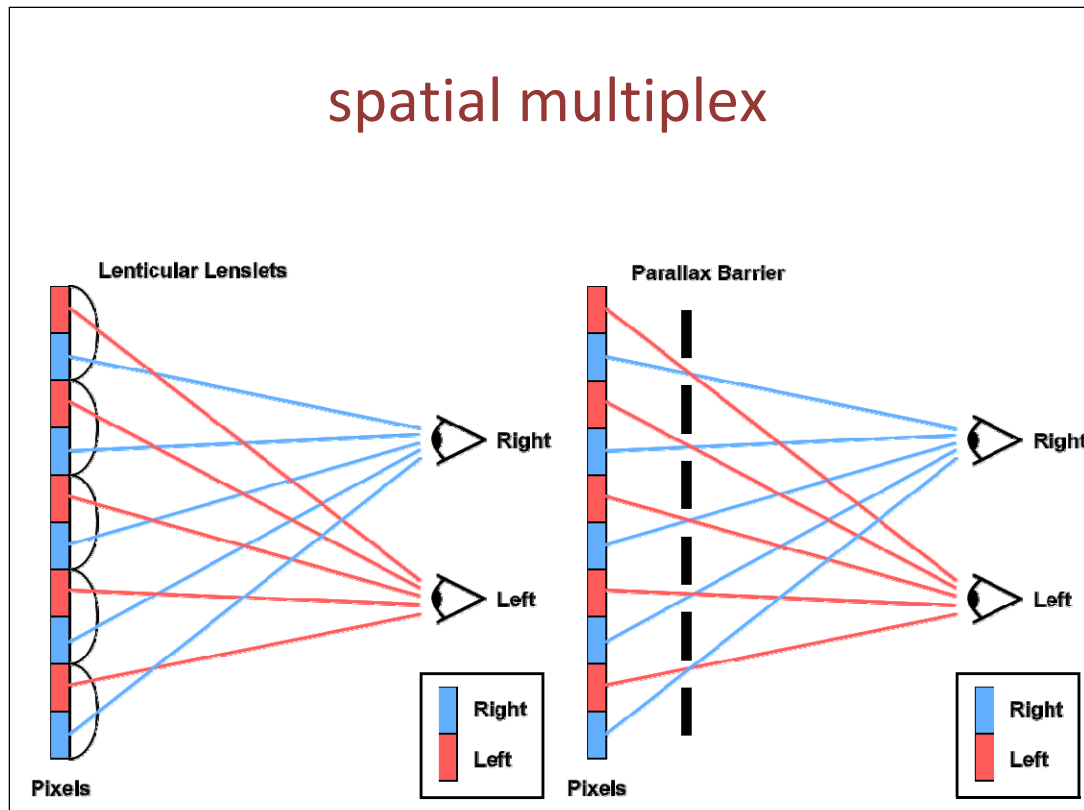 spatial multiplex
Lenticular Lenslets
Right
Left
Right
Left
Pixels
Parallax Barrier
Right
Left
Right
Left
Pixels